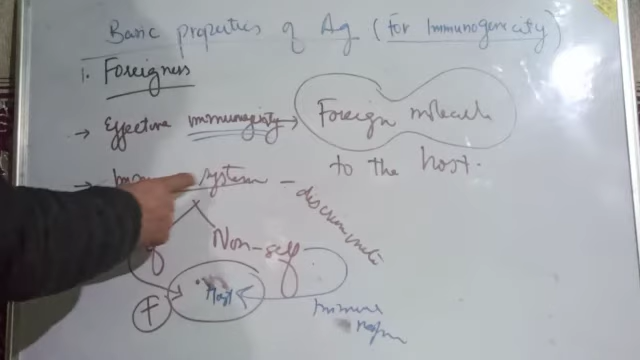 Basic properties of Ag (for Immunogenicity)
1. Foreignness
→ Effective immunogenicity → Foreign molecule
to the host.
→ system - discriminate
Non-self
F Host
Immune